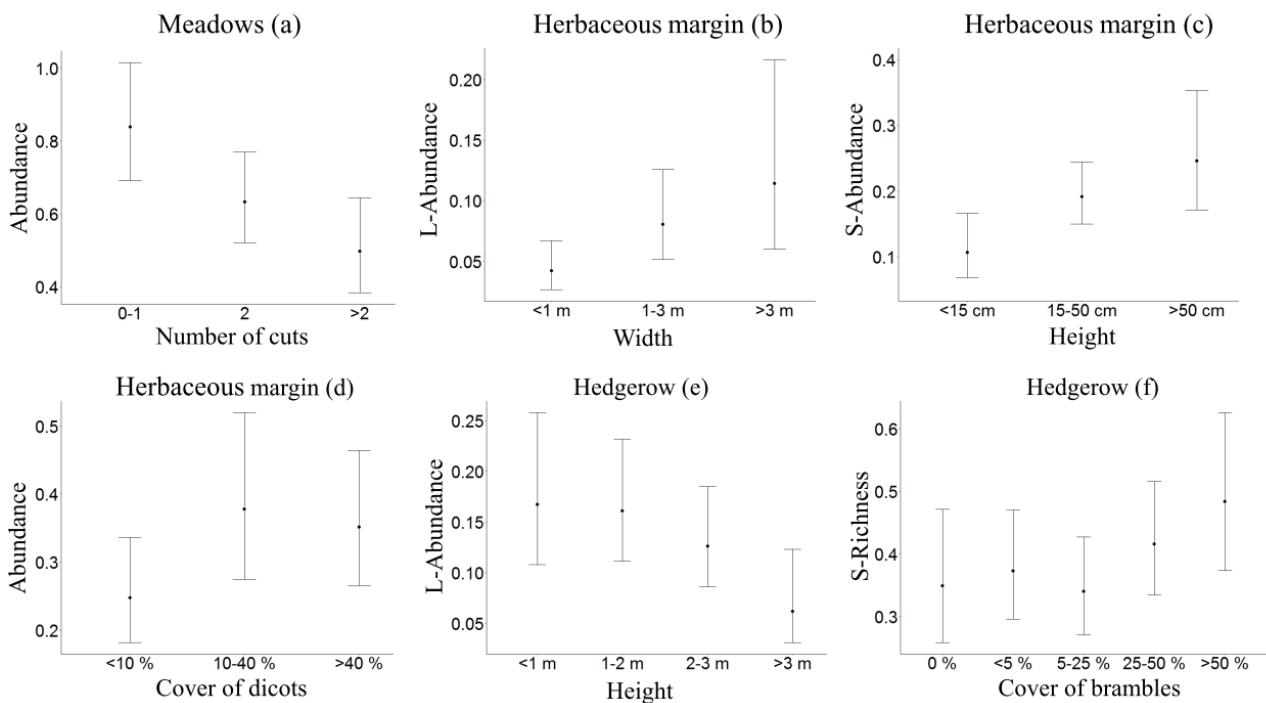 Meadows (a)
Abundance
1.0
0.8
0.6
0.4
0-1 2 >2
Number of cuts
Herbaceous margin (b)
L-Abundance
0.20
0.15
0.10
0.05
<1 m 1-3 m >3 m
Width
Herbaceous margin (c)
S-Abundance
0.4
0.3
0.2
0.1
<15 cm 15-50 cm >50 cm
Height
Herbaceous margin (d)
Abundance
0.5
0.4
0.3
0.2
<10 % 10-40 % >40 %
Cover of dicots
Hedgerow (e)
L-Abundance
0.25
0.20
0.15
0.10
0.05
<1 m 1-2 m 2-3 m >3 m
Height
Hedgerow (f)
S-Richness
0.6
0.5
0.4
0.3
0 % <5 % 5-25 % 25-50 % >50 %
Cover of brambles